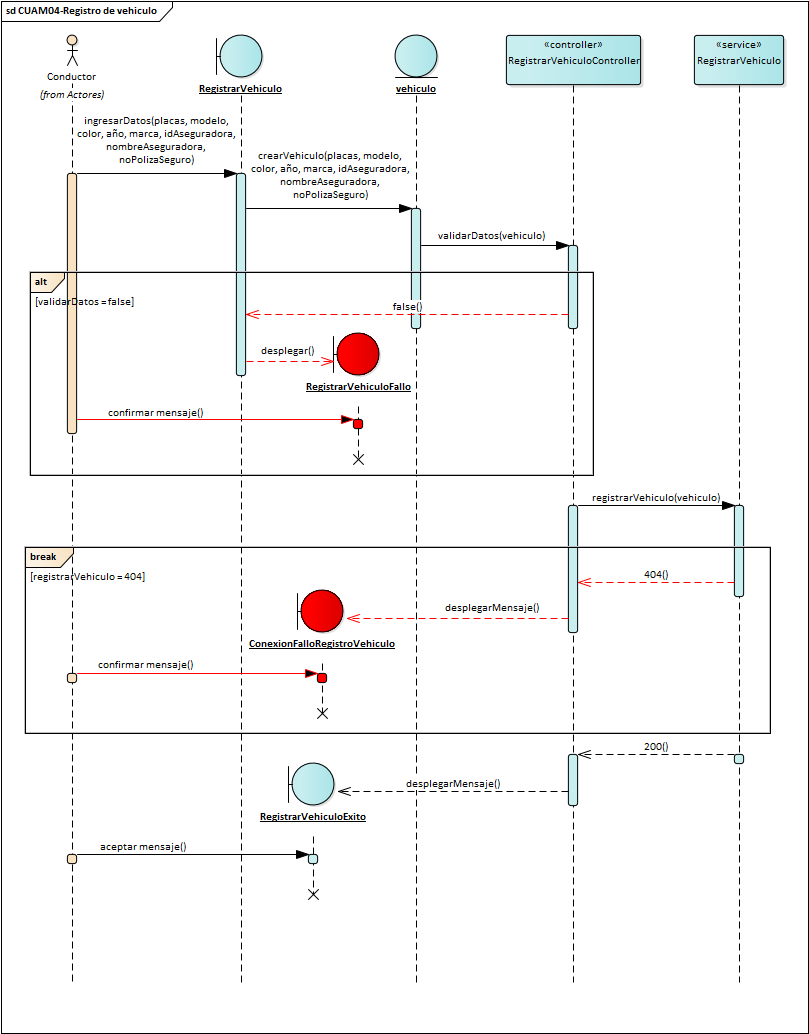 sd CUAM04-Registro de vehiculo
Conductor
(from Actores)
RegistrarVehiculo
vehiculo
«controller»
RegistrarVehiculoController
«service»
RegistrarVehiculo
ingresarDatos(placas, modelo,
color, año, marca, idAseguradora,
nombreAseguradora,
noPolizaSeguro)
crearVehiculo(placas, modelo,
color, año, marca, idAseguradora,
nombreAseguradora,
noPolizaSeguro)
validarDatos(vehiculo)
alt
[validarDatos = false]
false()
desplegar()
RegistrarVehiculoFallo
confirmar mensaje()
registrarVehiculo(vehiculo)
break
[registrarVehiculo = 404]
404()
desplegarMensaje()
ConexionFalloRegistroVehiculo
confirmar mensaje()
200()
desplegarMensaje()
RegistrarVehiculoExito
aceptar mensaje()